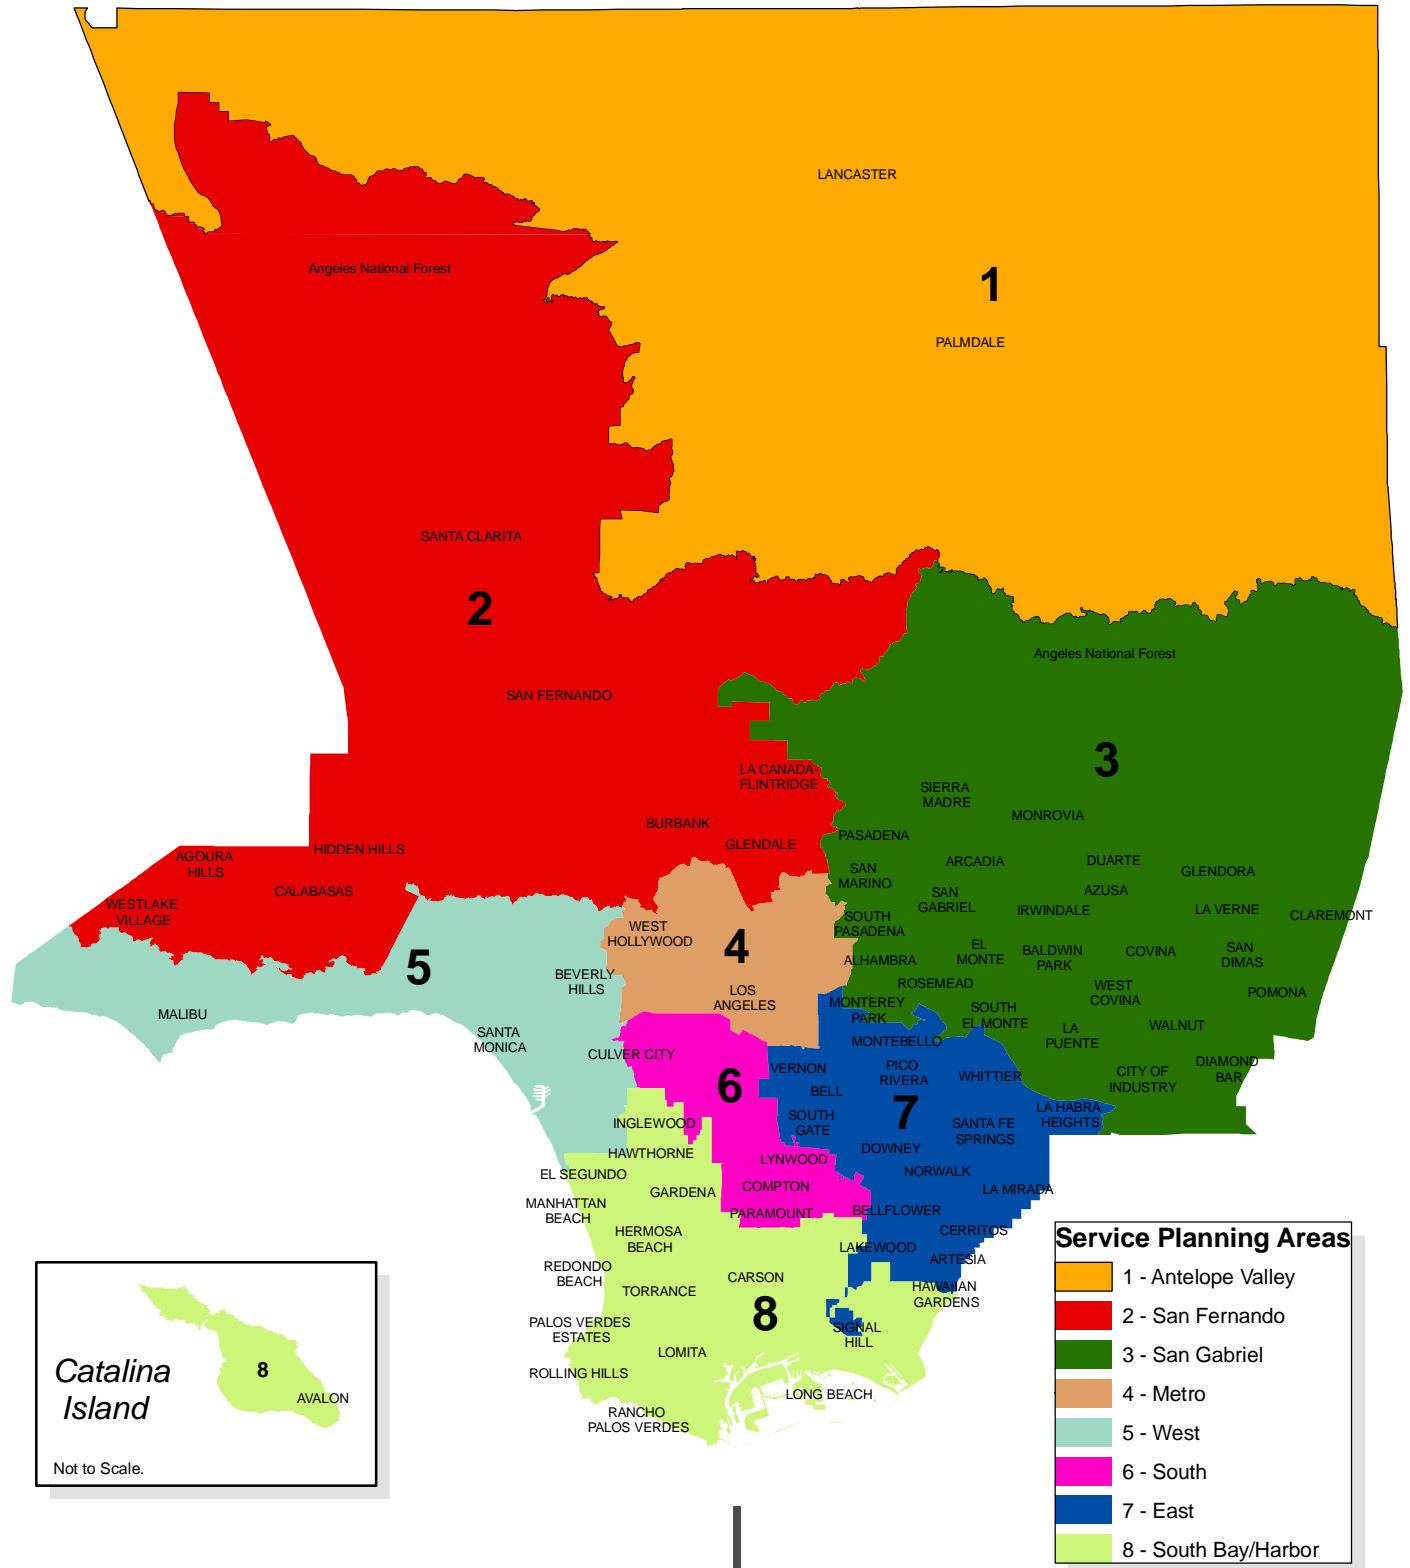 LANCASTER
Angeles National Forest
1
PALMDALE
SANTA CLARITA
2
Angeles National Forest
SAN FERNANDO
3
LA CANADA-
FLINTRIDGE
SIERRA
MADRE
MONROVIA
BURBANK
PASADENA
GLENDALE
HIDDEN HILLS
AGOURA
HILLS
ARCADIA
DUARTE
SAN
MARINO
GLENDORA
CALABASAS
AZUSA
SAN
GABRIEL
WESTLAKE
VILLAGE
IRWINDALE
LA VERNE
CLAREMONT
SOUTH
PASADENA
WEST
HOLLYWOOD
4
EL
MONTE
BALDWIN
PARK
COVINA
SAN
DIMAS
ALHAMBRA
5
BEVERLY
HILLS
ROSEMEAD
WEST
COVINA
POMONA
LOS
ANGELES
MONTEREY
PARK
SOUTH
EL MONTE
MALIBU
WALNUT
LA
PUENTE
SANTA
MONICA
MONTEBELLO
CULVER CITY
VERNON
PICO
RIVERA
WHITTIER
DIAMOND
BAR
CITY OF
INDUSTRY
6
BELL
7
LA HABRA
HEIGHTS
SOUTH
GATE
INGLEWOOD
SANTA FE
SPRINGS
HAWTHORNE
DOWNEY
LYNWOOD
EL SEGUNDO
NORWALK
COMPTON
GARDENA
LA MIRADA
MANHATTAN
BEACH
PARAMOUNT
BELLFLOWER
HERMOSA
BEACH
CERRITOS
LAKEWOOD
ARTESIA
REDONDO
BEACH
CARSON
TORRANCE
HAWAIIAN
GARDENS
8
PALOS VERDES
ESTATES
SIGNAL
HILL
LOMITA
ROLLING HILLS
LONG BEACH
RANCHO
PALOS VERDES
Catalina
Island
8
AVALON
Not to Scale.
Service Planning Areas
1 - Antelope Valley
2 - San Fernando
3 - San Gabriel
4 - Metro
5 - West
6 - South
7 - East
8 - South Bay/Harbor